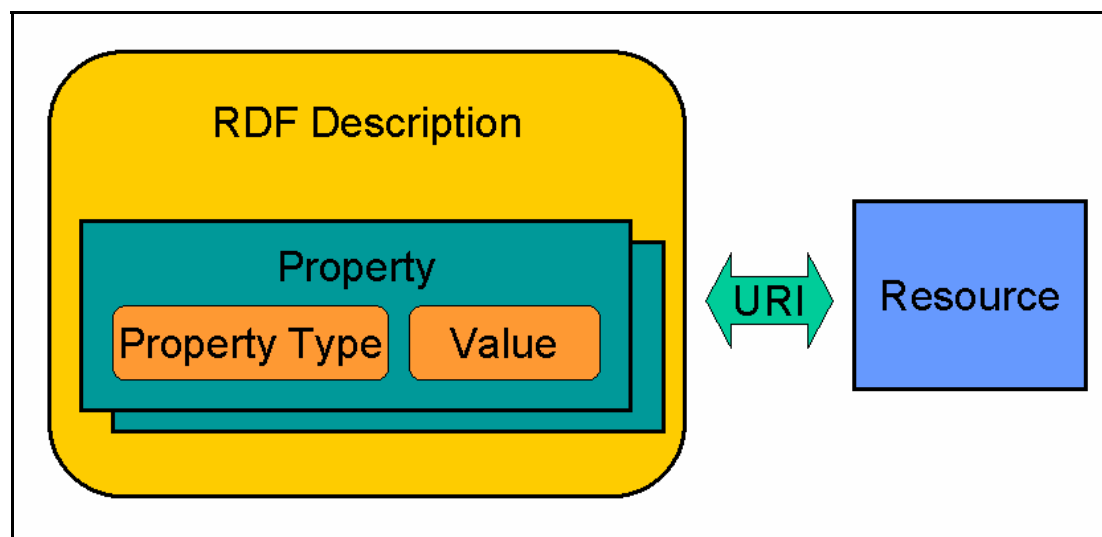 RDF Description
Property
Property Type
Value
URI
Resource